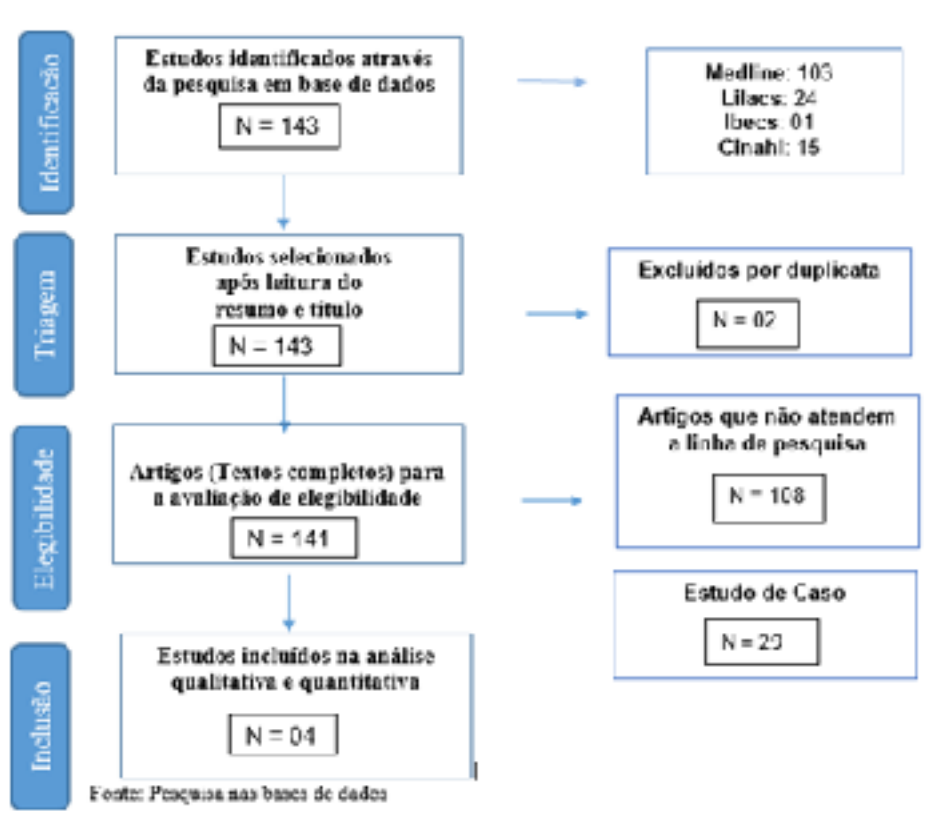 Identificação
Estudos identificados através
da pesquisa em base de dados
N = 143
Medline: 103
Lilacs: 24
Ibecs: 01
Cinahl: 15
Triagem
Estudos selecionados
após leitura do
resumo e título
N = 143
Excluídos por duplicata
N = 02
Elegibilidade
Artigos (Textos completos) para
a avaliação de elegibilidade
N = 141
Artigos que não atendem
a linha de pesquisa
N = 108
Estudo de Caso
N = 29
Inclusão
Estudos incluídos na análise
qualitativa e quantitativa
N = 04
Fonte: Pesquisa nas bases de dados